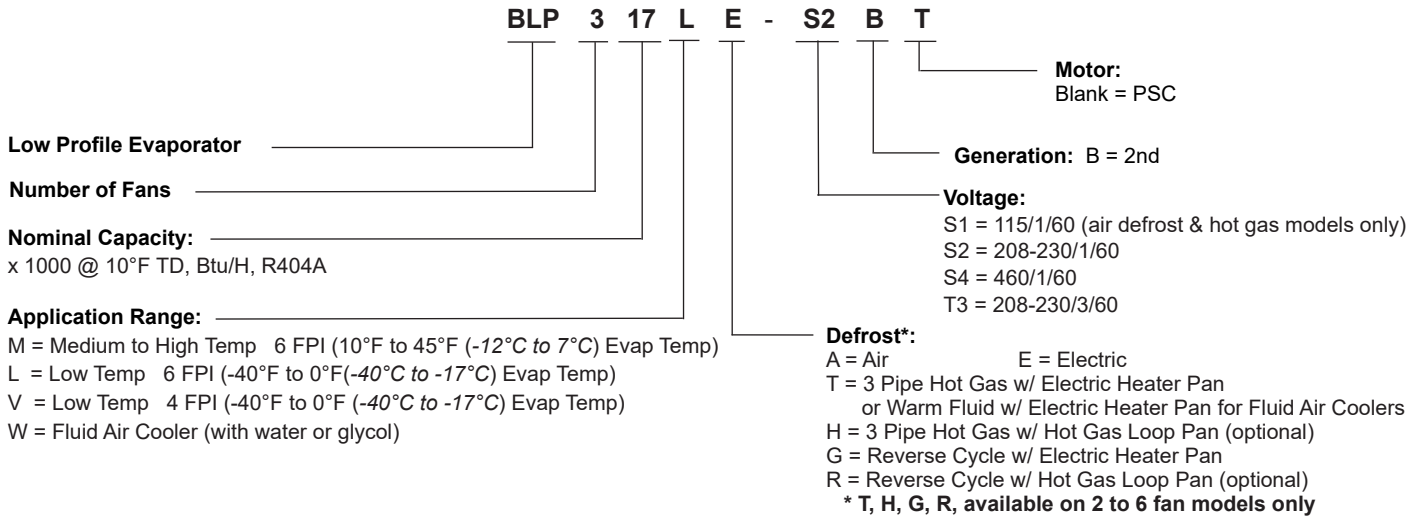 BLP 3 17 L E - S2 B T
Motor:
Blank = PSC
Low Profile Evaporator
Generation: B = 2nd
Number of Fans
Voltage:
S1 = 115/1/60 (air defrost & hot gas models only)
S2 = 208-230/1/60
S4 = 460/1/60
T3 = 208-230/3/60
Nominal Capacity:
x 1000 @ 10°F TD, Btu/H, R404A
Application Range:
M = Medium to High Temp 6 FPI (10°F to 45°F (-12°C to 7°C) Evap Temp)
L = Low Temp 6 FPI (-40°F to 0°F(-40°C to -17°C) Evap Temp)
V = Low Temp 4 FPI (-40°F to 0°F (-40°C to -17°C) Evap Temp)
W = Fluid Air Cooler (with water or glycol)
Defrost*:
A = Air E = Electric
T = 3 Pipe Hot Gas w/ Electric Heater Pan
or Warm Fluid w/ Electric Heater Pan for Fluid Air Coolers
H = 3 Pipe Hot Gas w/ Hot Gas Loop Pan (optional)
G = Reverse Cycle w/ Electric Heater Pan
R = Reverse Cycle w/ Hot Gas Loop Pan (optional)
* T, H, G, R, available on 2 to 6 fan models only